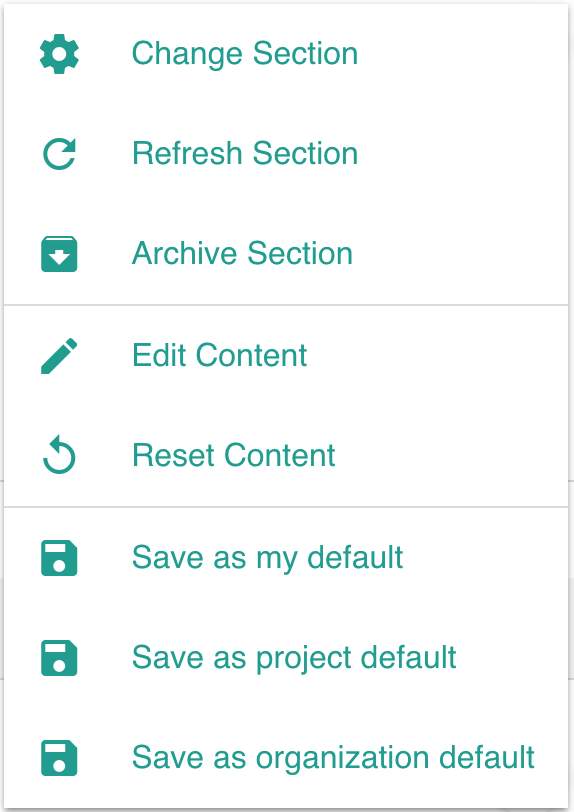 Change Section
Refresh Section
Archive Section
Edit Content
Reset Content
Save as my default
Save as project default
Save as organization default